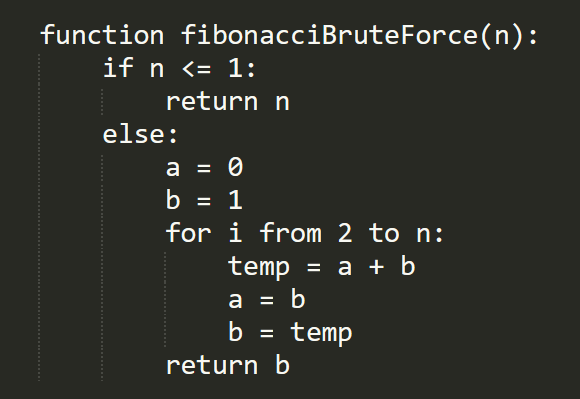 function fibonacciBruteForce(n):
    if n <= 1:
        return n
    else:
        a = 0
        b = 1
        for i from 2 to n:
            temp = a + b
            a = b
            b = temp
        return b